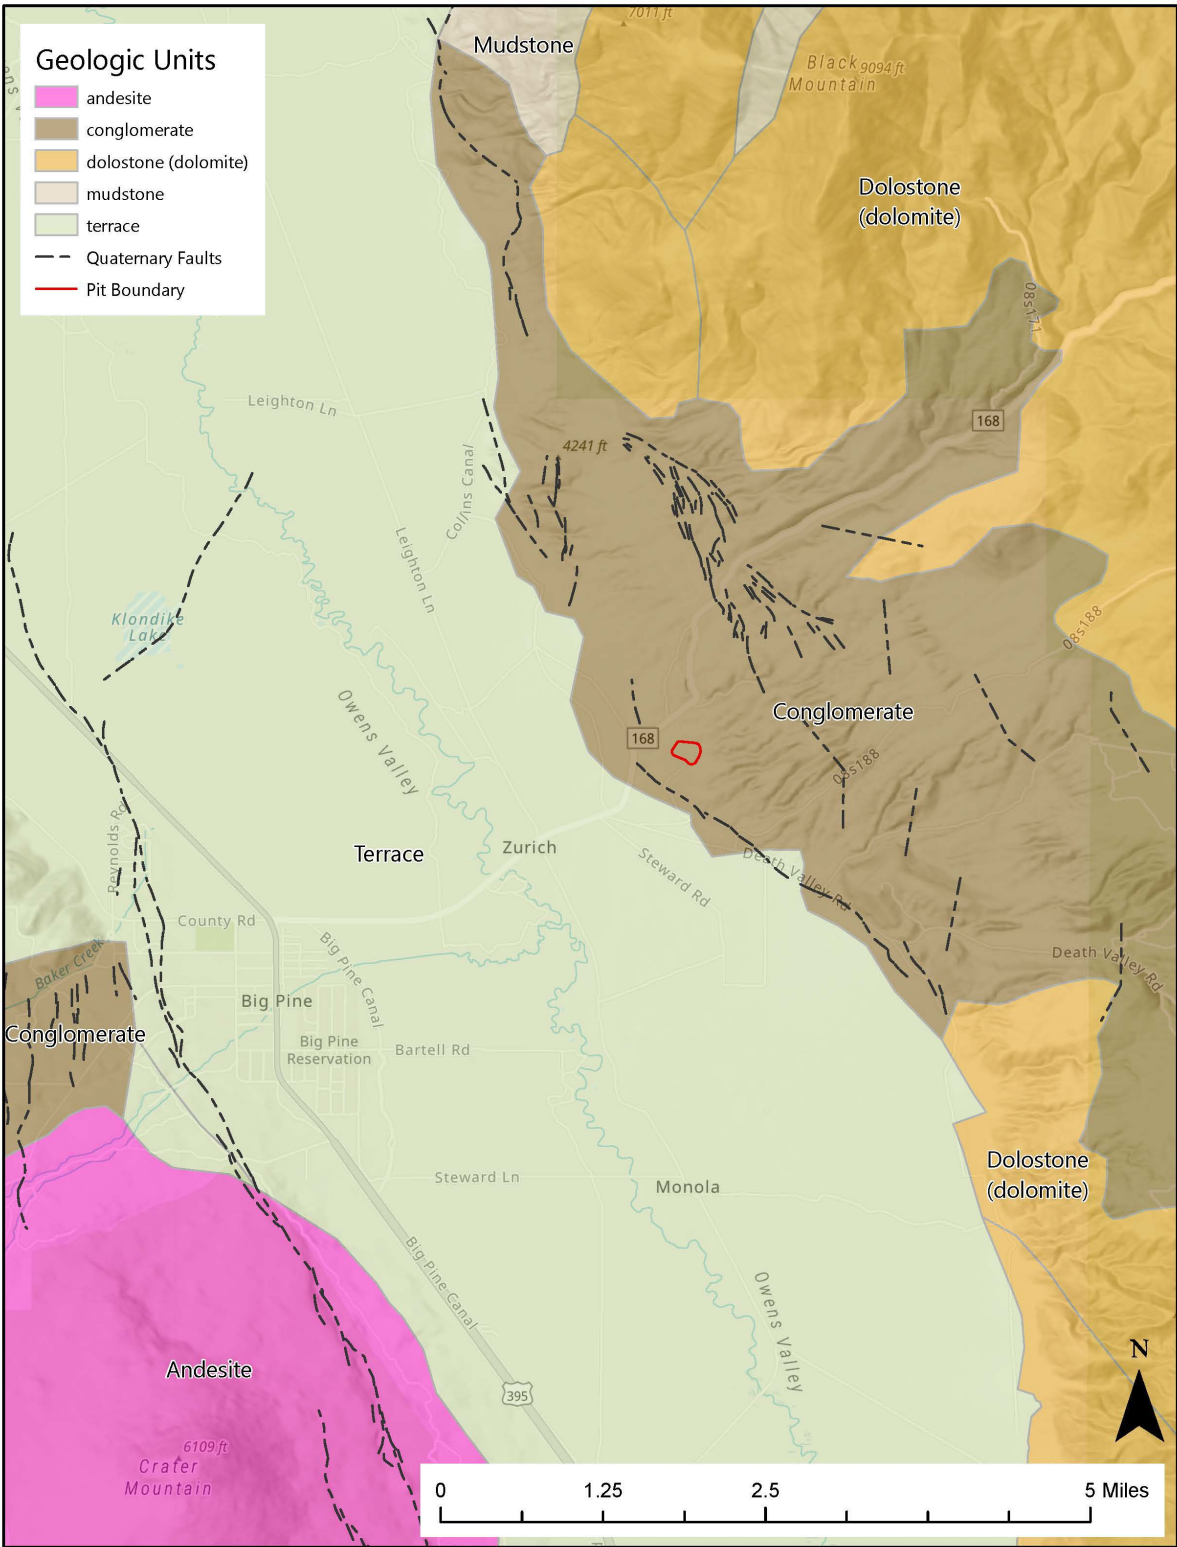 7011 ft
Mudstone
Black 9094 ft
Mountain
Geologic Units
andesite
conglomerate
dolostone (dolomite)
mudstone
terrace
Quaternary Faults
Pit Boundary
Dolostone
(dolomite)
08s171
168
Leighton Ln
4241 ft
Collins Canal
Leighton Ln
Klondike
Lake
08s188
Owens Valley
Conglomerate
168
08s188
Reynolds Rd
Terrace
Zurich
Steward Rd
Death Valley Rd
County Rd
Big Pine Canal
Baker Creek
Death Valley Rd
Big Pine
Conglomerate
Big Pine
Reservation
Bartell Rd
Dolostone
(dolomite)
Steward Ln
Monola
Big Pine Canal
Owens Valley
N
Andesite
395
6109 ft
Crater
Mountain
0 1.25 2.5 5 Miles